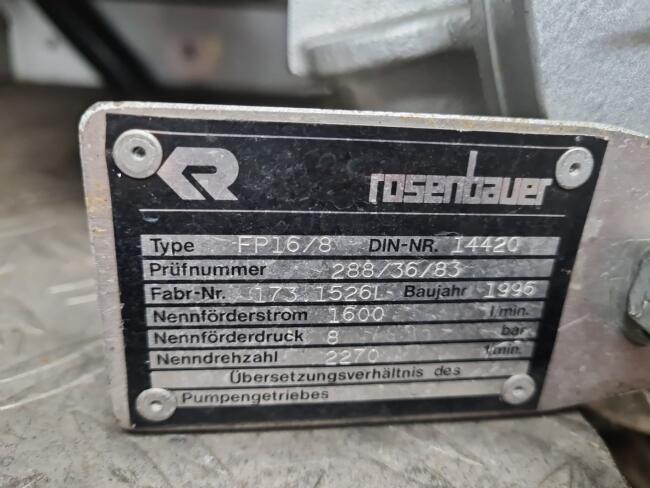 R rosenbauer
Type FP16/8 DIN-NR. 14420
Prüfnummer 288/36/83
Fabr-Nr. 173.1526L Baujahr 1996
Nennförderstrom 1600 l/min.
Nennförderdruck 8 bar
Nenndrehzahl 2270 1/min.
Übersetzungsverhältnis des
Pumpengetriebes